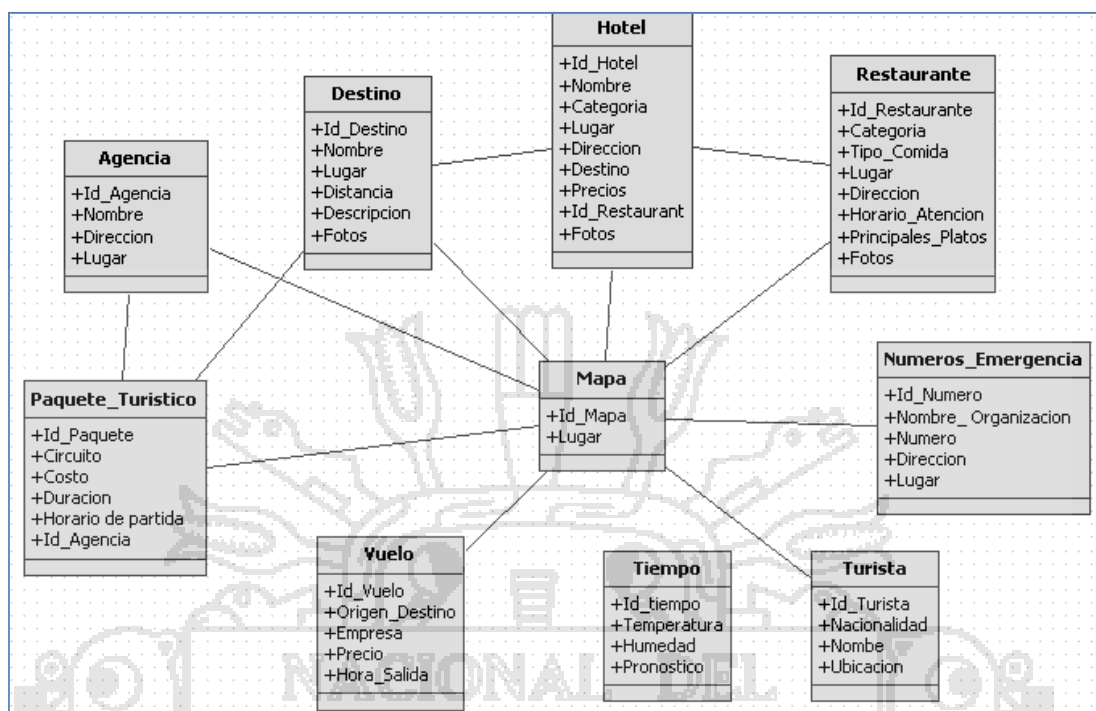 Hotel
+Id_Hotel
+Nombre
+Categoria
+Lugar
+Direccion
+Destino
+Precios
+Id_Restaurant
+Fotos
Restaurante
+Id_Restaurante
+Categoria
+Tipo_Comida
+Lugar
+Direccion
+Horario_Atencion
+Principales_Platos
+Fotos
Destino
+Id_Destino
+Nombre
+Lugar
+Distancia
+Descripcion
+Fotos
Agencia
+Id_Agencia
+Nombre
+Direccion
+Lugar
Paquete_Turistico
+Id_Paquete
+Circuito
+Costo
+Duracion
+Horario de partida
+Id_Agencia
Mapa
+Id_Mapa
+Lugar
Numeros_Emergencia
+Id_Numero
+Nombre_ Organizacion
+Numero
+Direccion
+Lugar
Vuelo
+Id_Vuelo
+Origen_Destino
+Empresa
+Precio
+Hora_Salida
Tiempo
+Id_tiempo
+Temperatura
+Humedad
+Pronostico
Turista
+Id_Turista
+Nacionalidad
+Nombe
+Ubicacion
NACIONAL DEL